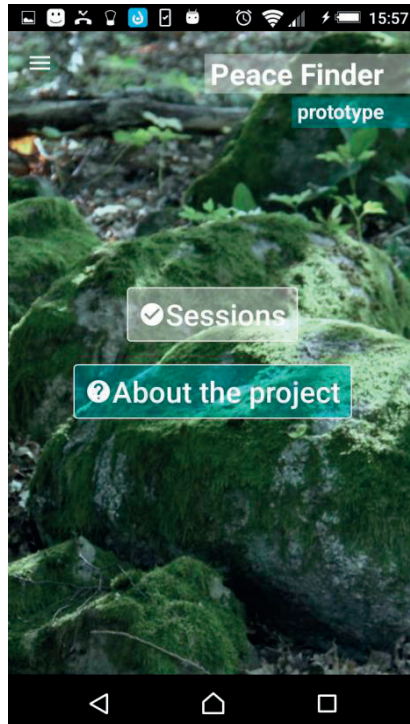 15:57
Peace Finder
prototype
Sessions
About the project